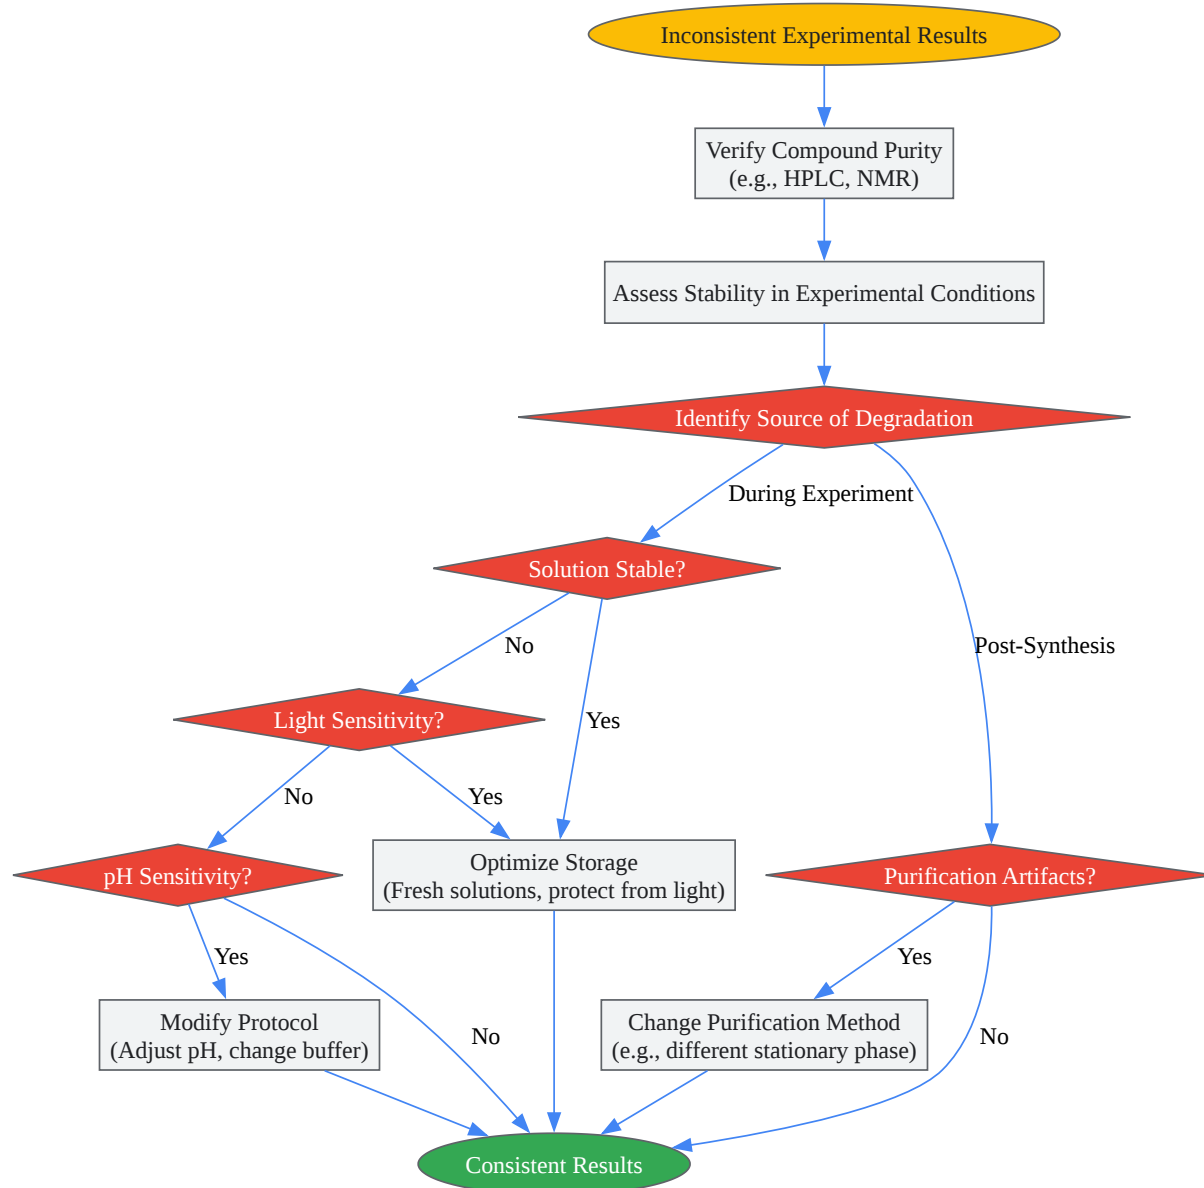 Inconsistent Experimental Results
Verify Compound Purity
(e.g., HPLC, NMR)
Assess Stability in Experimental Conditions
Identify Source of Degradation
During Experiment
Solution Stable?
No
Post-Synthesis
Light Sensitivity?
Yes
No
Yes
pH Sensitivity?
Optimize Storage
(Fresh solutions, protect from light)
Purification Artifacts?
Yes
Yes
Modify Protocol
(Adjust pH, change buffer)
No
Change Purification Method
(e.g., different stationary phase)
No
Consistent Results